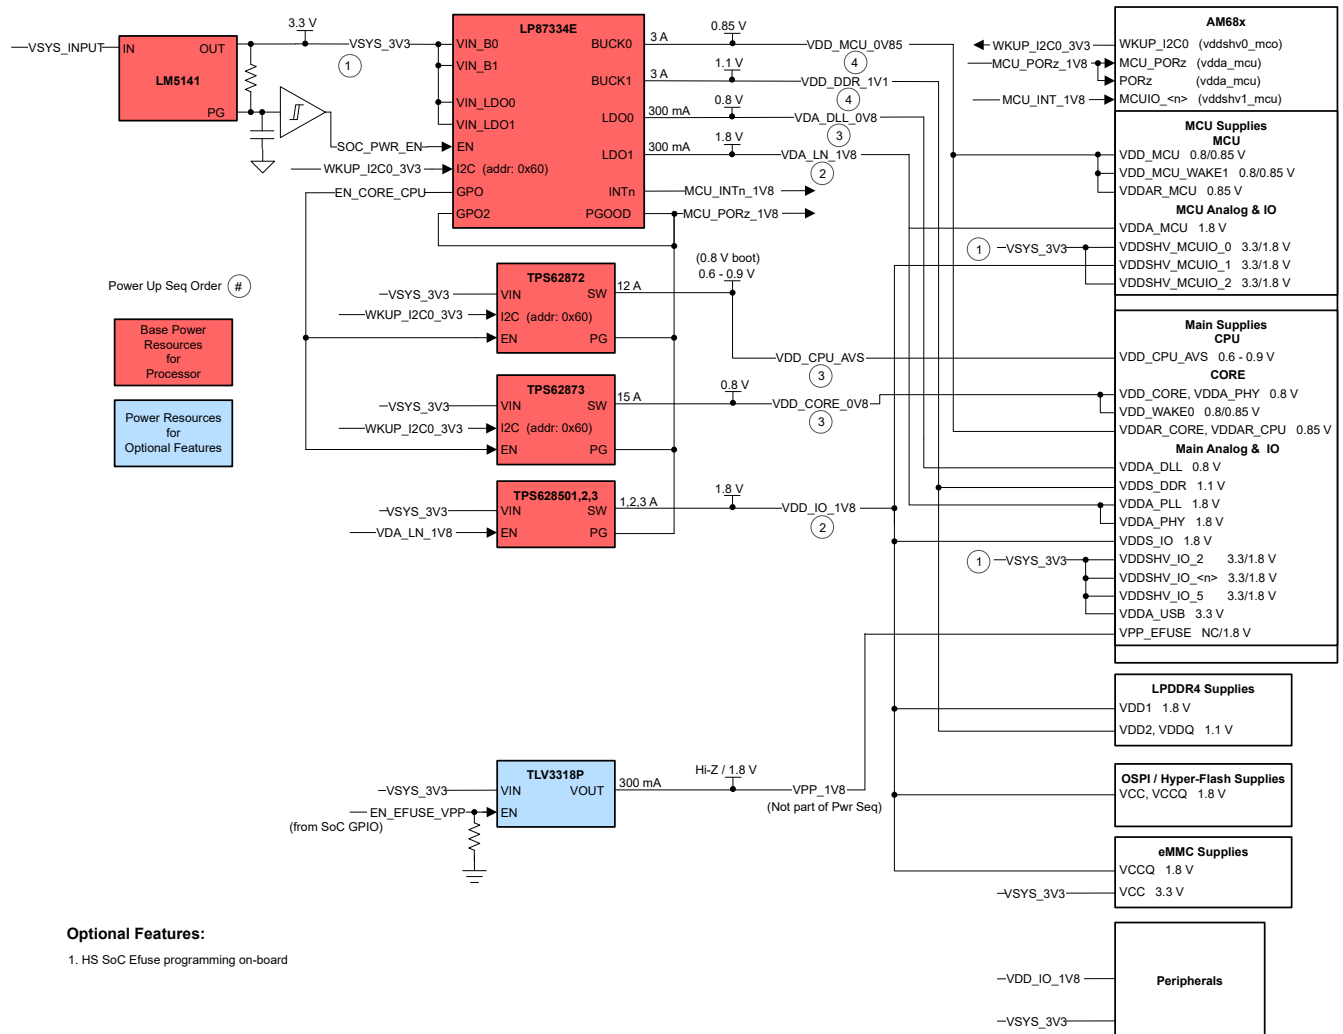 VSYS_INPUT
IN
OUT
LM5141
PG
3.3 V
VSYS_3V3
1
SOC_PWR_EN
WKUP_I2C0_3V3
EN_CORE_CPU
LP87334E
VIN_B0
VIN_B1
VIN_LDO0
VIN_LDO1
EN
I2C (addr: 0x60)
GPO
GPO2
BUCK0
BUCK1
LDO0
LDO1
INTn
PGOOD
3 A
0.85 V
VDD_MCU_0V85
4
3 A
1.1 V
VDD_DDR_1V1
4
300 mA
0.8 V
VDA_DLL_0V8
3
300 mA
1.8 V
VDA_LN_1V8
2
MCU_INTn_1V8
MCU_PORz_1V8
Power Up Seq Order #
Base Power
Resources
for
Processor
Power Resources
for
Optional Features
TPS62872
VSYS_3V3
VIN
SW
WKUP_I2C0_3V3
I2C (addr: 0x60)
EN
PG
12 A
(0.8 V boot)
0.6 - 0.9 V
VDD_CPU_AVS
3
TPS62873
VSYS_3V3
VIN
SW
WKUP_I2C0_3V3
I2C (addr: 0x60)
EN
PG
15 A
0.8 V
VDD_CORE_0V8
3
TPS628501,2,3
VSYS_3V3
VIN
SW
VDA_LN_1V8
EN
PG
1,2,3 A
1.8 V
VDD_IO_1V8
2
TLV3318P
VSYS_3V3
VIN
VOUT
EN_EFUSE_VPP
(from SoC GPIO)
EN
300 mA
Hi-Z / 1.8 V
VPP_1V8
(Not part of Pwr Seq)
AM68x
WKUP_I2C0_3V3
WKUP_I2C0 (vddshv0_mco)
MCU_PORz_1V8
MCU_PORz (vdda_mcu)
PORz (vdda_mcu)
MCU_INT_1V8
MCUIO_<n> (vddshv1_mcu)
MCU Supplies
MCU
VDD_MCU 0.8/0.85 V
VDD_MCU_WAKE1 0.8/0.85 V
VDDAR_MCU 0.85 V
MCU Analog & IO
VDDA_MCU 1.8 V
1
VSYS_3V3
VDDSHV_MCUIO_0 3.3/1.8 V
VDDSHV_MCUIO_1 3.3/1.8 V
VDDSHV_MCUIO_2 3.3/1.8 V
Main Supplies
CPU
VDD_CPU_AVS 0.6 - 0.9 V
CORE
VDD_CORE, VDDA_PHY 0.8 V
VDD_WAKE0 0.8/0.85 V
VDDAR_CORE, VDDAR_CPU 0.85 V
Main Analog & IO
VDDA_DLL 0.8 V
VDDS_DDR 1.1 V
VDDA_PLL 1.8 V
VDDA_PHY 1.8 V
VDDS_IO 1.8 V
1
VSYS_3V3
VDDSHV_IO_2 3.3/1.8 V
VDDSHV_IO_<n> 3.3/1.8 V
VDDSHV_IO_5 3.3/1.8 V
VDDA_USB 3.3 V
VPP_EFUSE NC/1.8 V
LPDDR4 Supplies
VDD1 1.8 V
VDD2, VDDQ 1.1 V
OSPI / Hyper-Flash Supplies
VCC, VCCQ 1.8 V
eMMC Supplies
VCCQ 1.8 V
VSYS_3V3
VCC 3.3 V
VDD_IO_1V8
Peripherals
VSYS_3V3
Optional Features:
1. HS SoC Efuse programming on-board